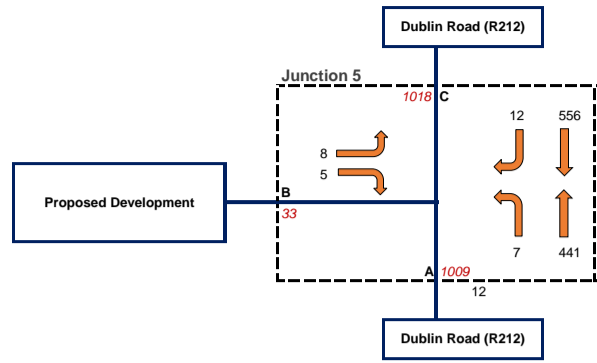 Dublin Road (R212)
Junction 5
1018 C
12 556
8
5
B
Proposed Development
33
7 441
A 1009
12
Dublin Road (R212)